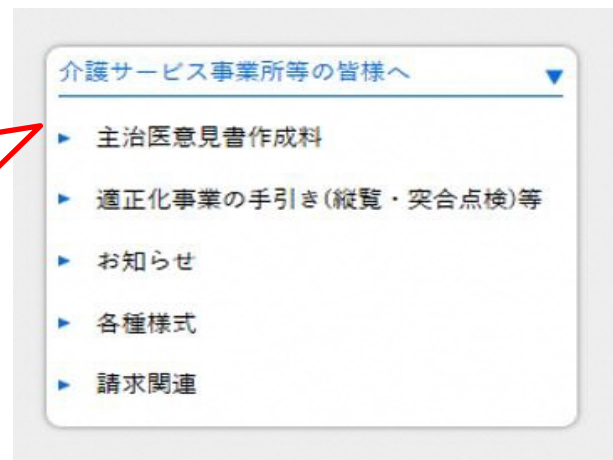 介護サービス事業所等の皆様へ ▼
► 主治医意見書作成料
► 適正化事業の手引き(縦覧・突合点検)等
► お知らせ
► 各種様式
► 請求関連